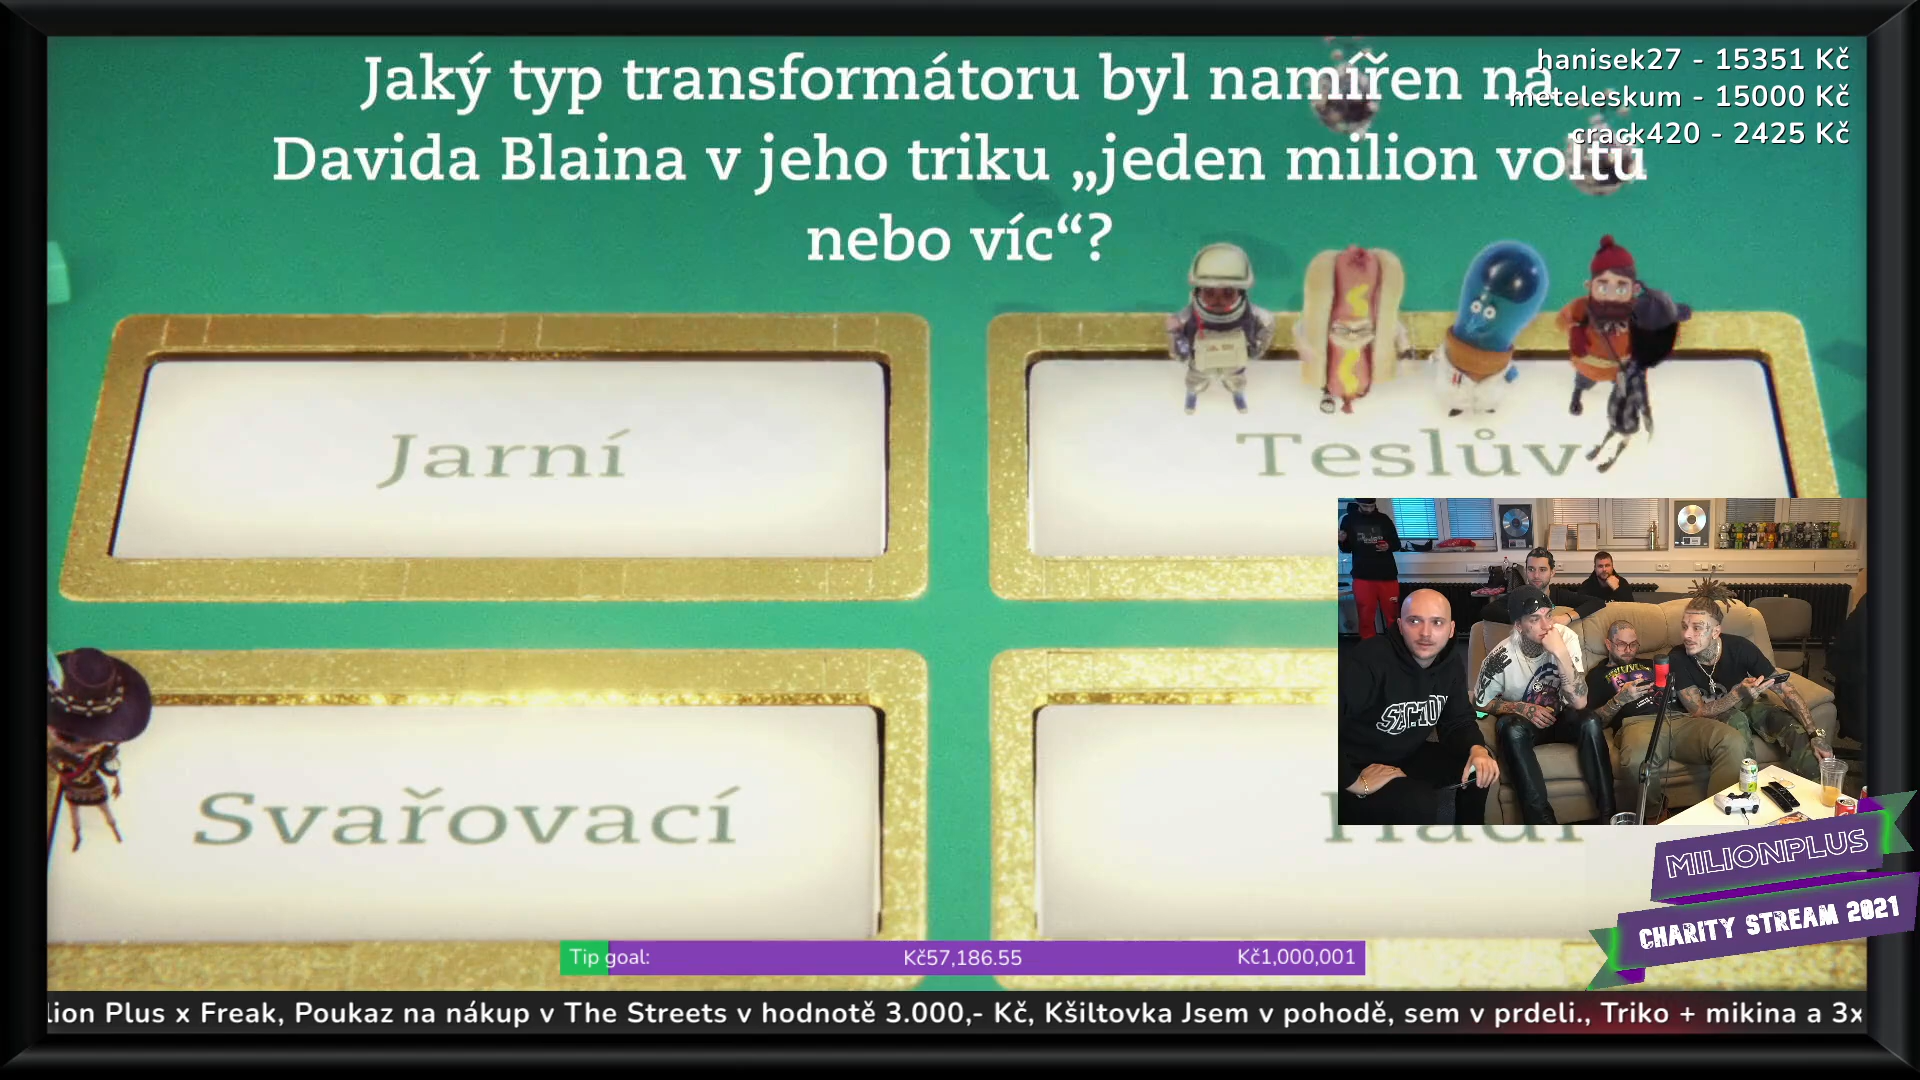 Jaký typ transformátoru byl namířen na
Davida Blaina v jeho triku „jeden milion voltů
nebo víc“?
hanisek27 - 15351 Kč
meteleskum - 15000 Kč
crack420 - 2425 Kč
Jarní
Teslův
Svařovací
Hadí
MILIONPLUS
CHARITY STREAM 2021
Tip goal:
Kč57,186.55
Kč1,000,001
lion Plus x Freak, Poukaz na nákup v The Streets v hodnotě 3.000,- Kč, Kšiltovka Jsem v pohodě, sem v prdeli., Triko + mikina a 3x